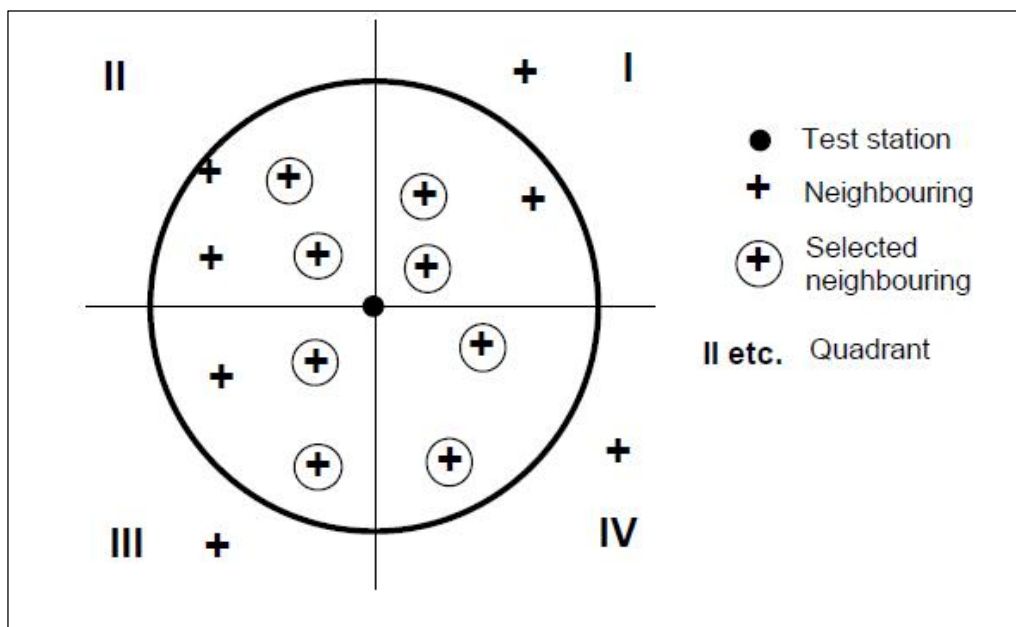 II
I
Test station
Neighbouring
Selected
neighbouring
II etc. Quadrant
III
IV